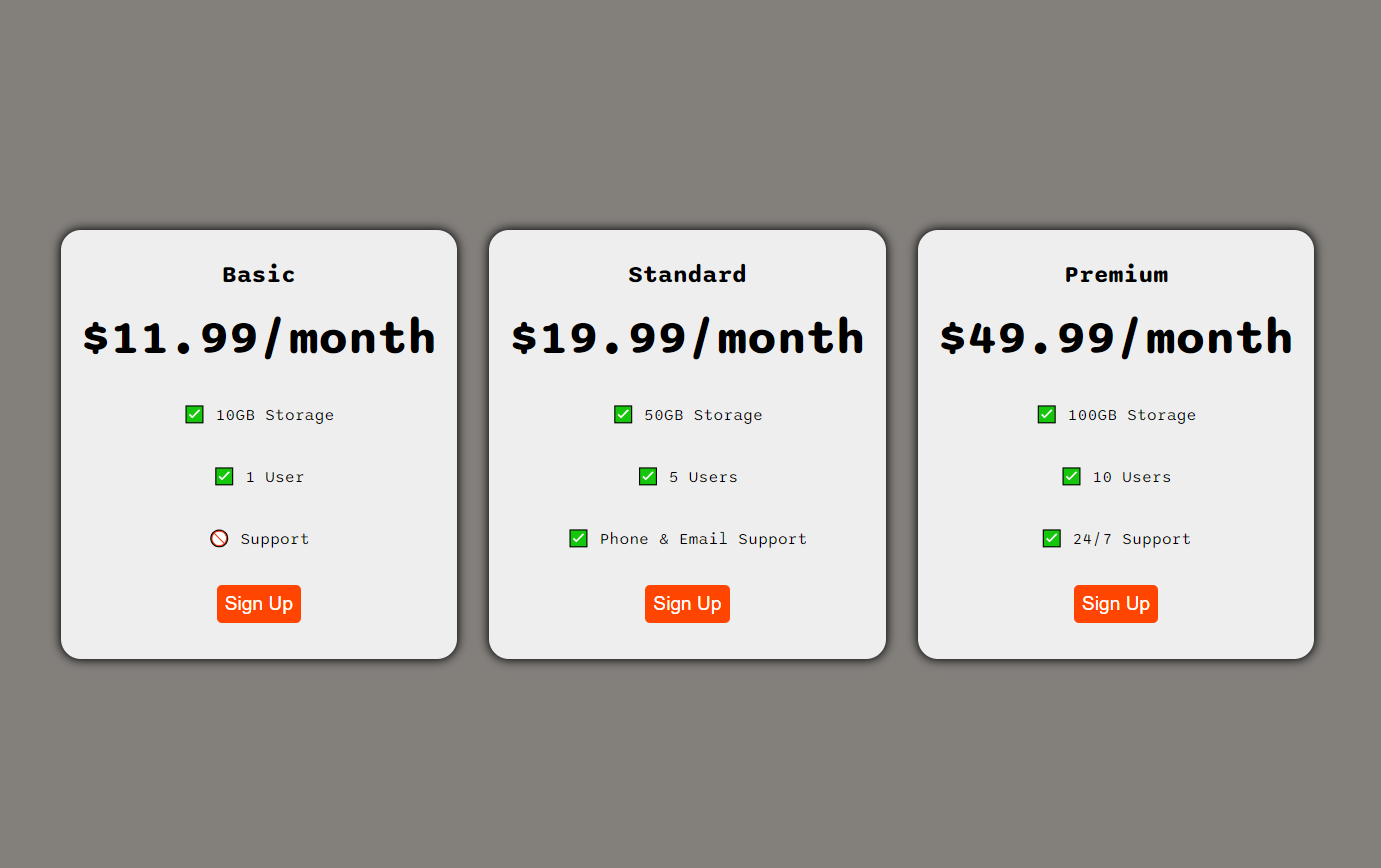 Basic
$11.99/month
✅ 10GB Storage
✅ 1 User
🚫 Support
Sign Up
Standard
$19.99/month
✅ 50GB Storage
✅ 5 Users
✅ Phone & Email Support
Sign Up
Premium
$49.99/month
✅ 100GB Storage
✅ 10 Users
✅ 24/7 Support
Sign Up